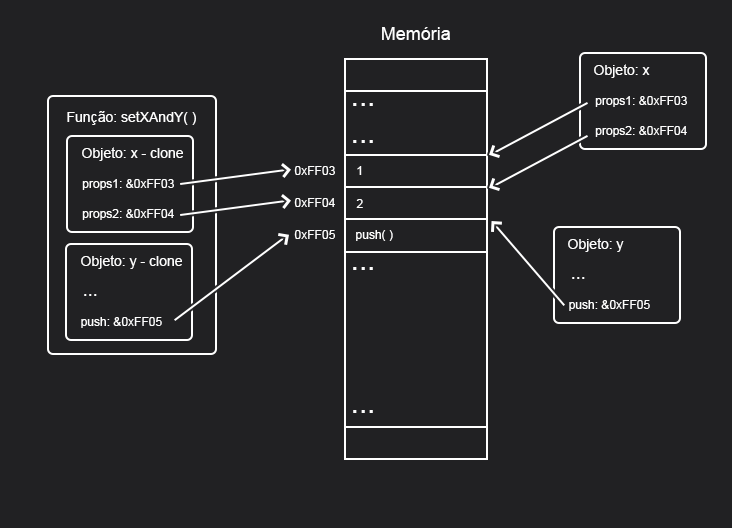 Memória
Função: setXAndY( )
Objeto: x - clone
props1: &0xFF03
props2: &0xFF04
Objeto: y - clone
...
push: &0xFF05
0xFF03
0xFF04
0xFF05
...
...
1
2
push( )
...
...
Objeto: x
props1: &0xFF03
props2: &0xFF04
Objeto: y
...
push: &0xFF05